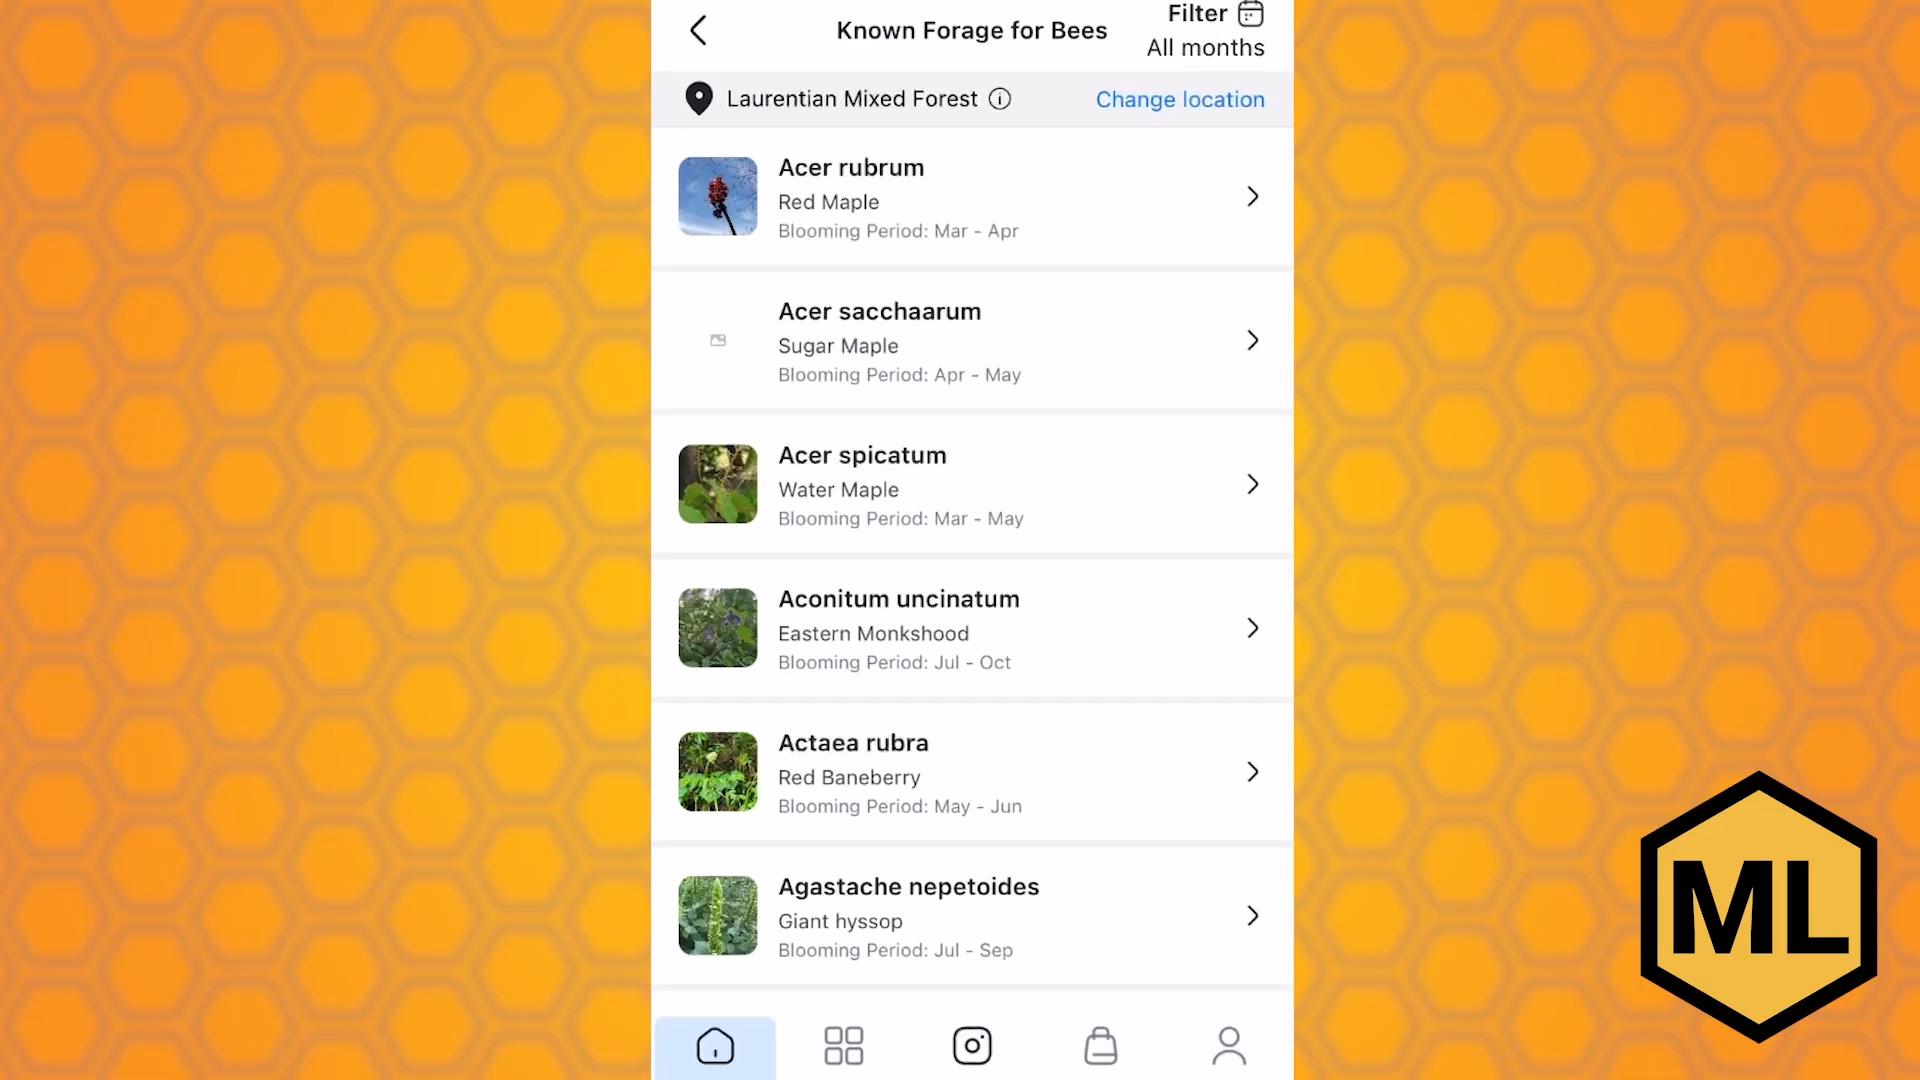 Known Forage for Bees
Filter
All months
Laurentian Mixed Forest
Change location
Acer rubrum
Red Maple
Blooming Period: Mar - Apr
Acer sacchaarum
Sugar Maple
Blooming Period: Apr - May
Acer spicatum
Water Maple
Blooming Period: Mar - May
Aconitum uncinatum
Eastern Monkshood
Blooming Period: Jul - Oct
Actaea rubra
Red Baneberry
Blooming Period: May - Jun
Agastache nepetoides
Giant hyssop
Blooming Period: Jul - Sep
ML